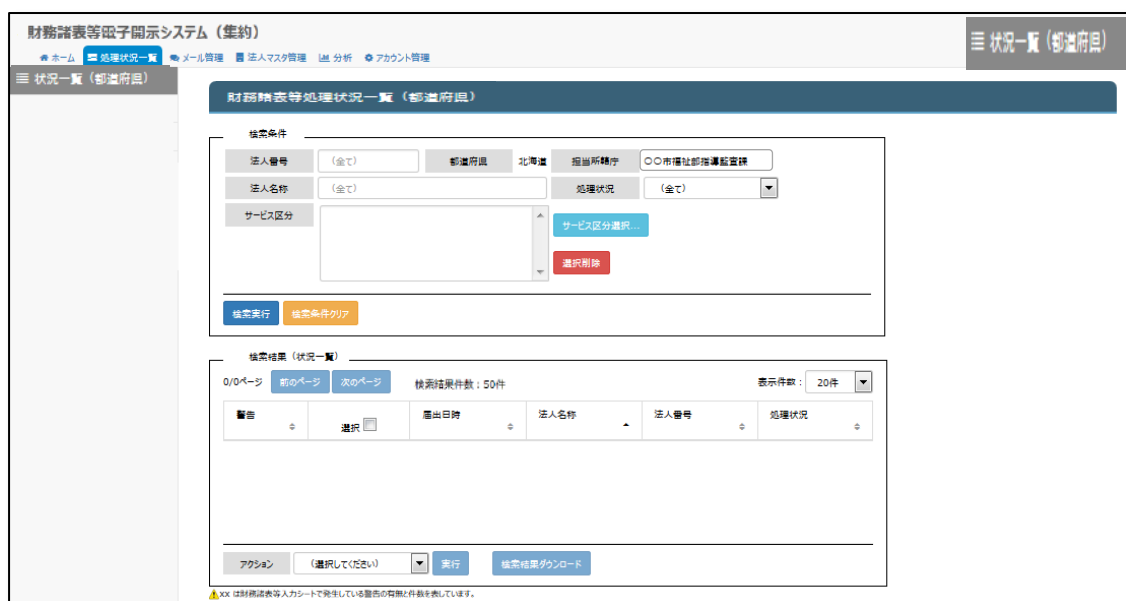 財務諸表等電子開示システム（集約）
状況一覧（都道府県）
ホーム 処理状況一覧 メール管理 法人マスタ管理 分析 アカウント管理
状況一覧（都道府県）
財務諸表等処理状況一覧（都道府県）
検索条件
法人番号 （全て） 都道府県 北海道 担当所轄庁 〇〇市福祉部指導監査課
法人名称 （全て） 処理状況 （全て）
サービス区分 サービス区分選択...
選択削除
検索実行 検索条件クリア
検索結果（状況一覧）
0/0ページ 前のページ 次のページ 検索結果件数：50件 表示件数： 20件
警告 選択 届出日時 法人名称 法人番号 処理状況
アクション （選択してください） 実行 検索結果ダウンロード
xx は財務諸表等入力シートで発生している警告の有無と件数を表しています。